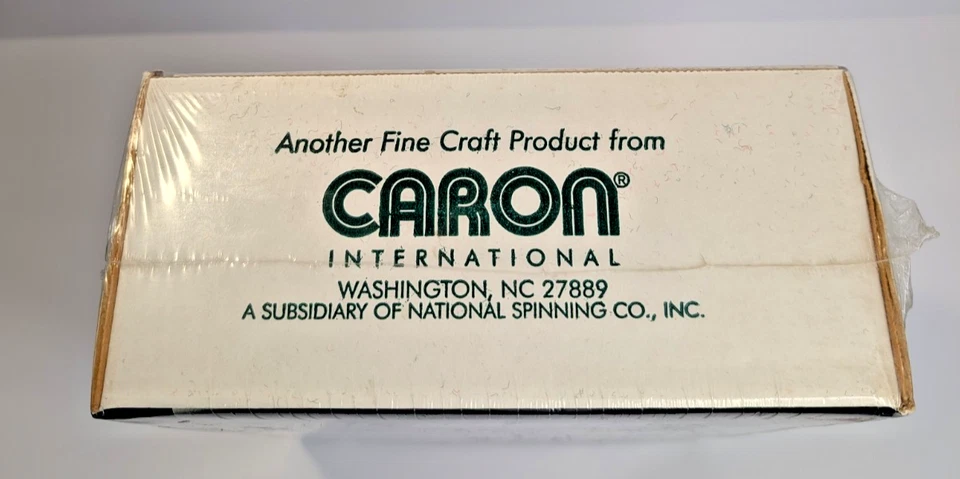 Another Fine Craft Product from
CARON®
INTERNATIONAL
WASHINGTON, NC 27889
A SUBSIDIARY OF NATIONAL SPINNING CO., INC.